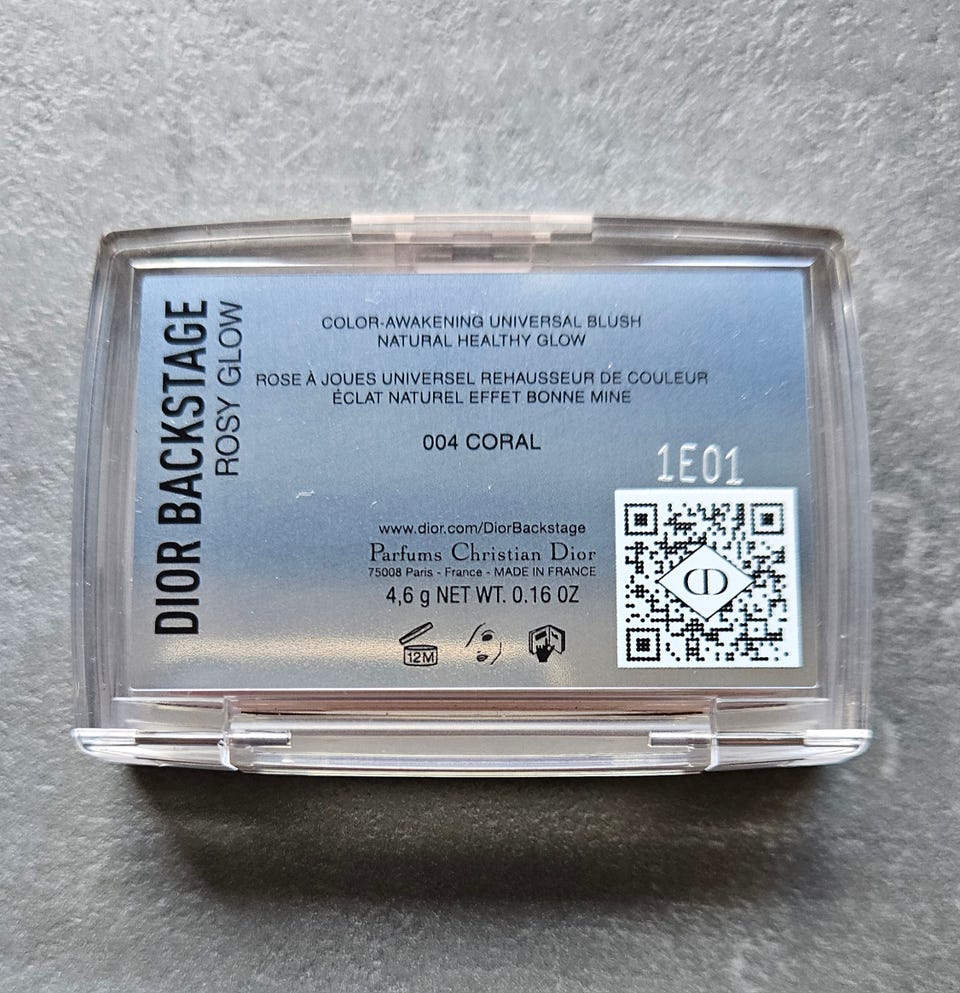 DIOR BACKSTAGE
ROSY GLOW
COLOR-AWAKENING UNIVERSAL BLUSH
NATURAL HEALTHY GLOW
ROSE À JOUES UNIVERSEL REHAUSSEUR DE COULEUR
ÉCLAT NATUREL EFFET BONNE MINE
004 CORAL
1E01
www.dior.com/DiorBackstage
Parfums Christian Dior
75008 Paris - France - MADE IN FRANCE
4,6 g NET WT. 0.16 OZ
12M
CD